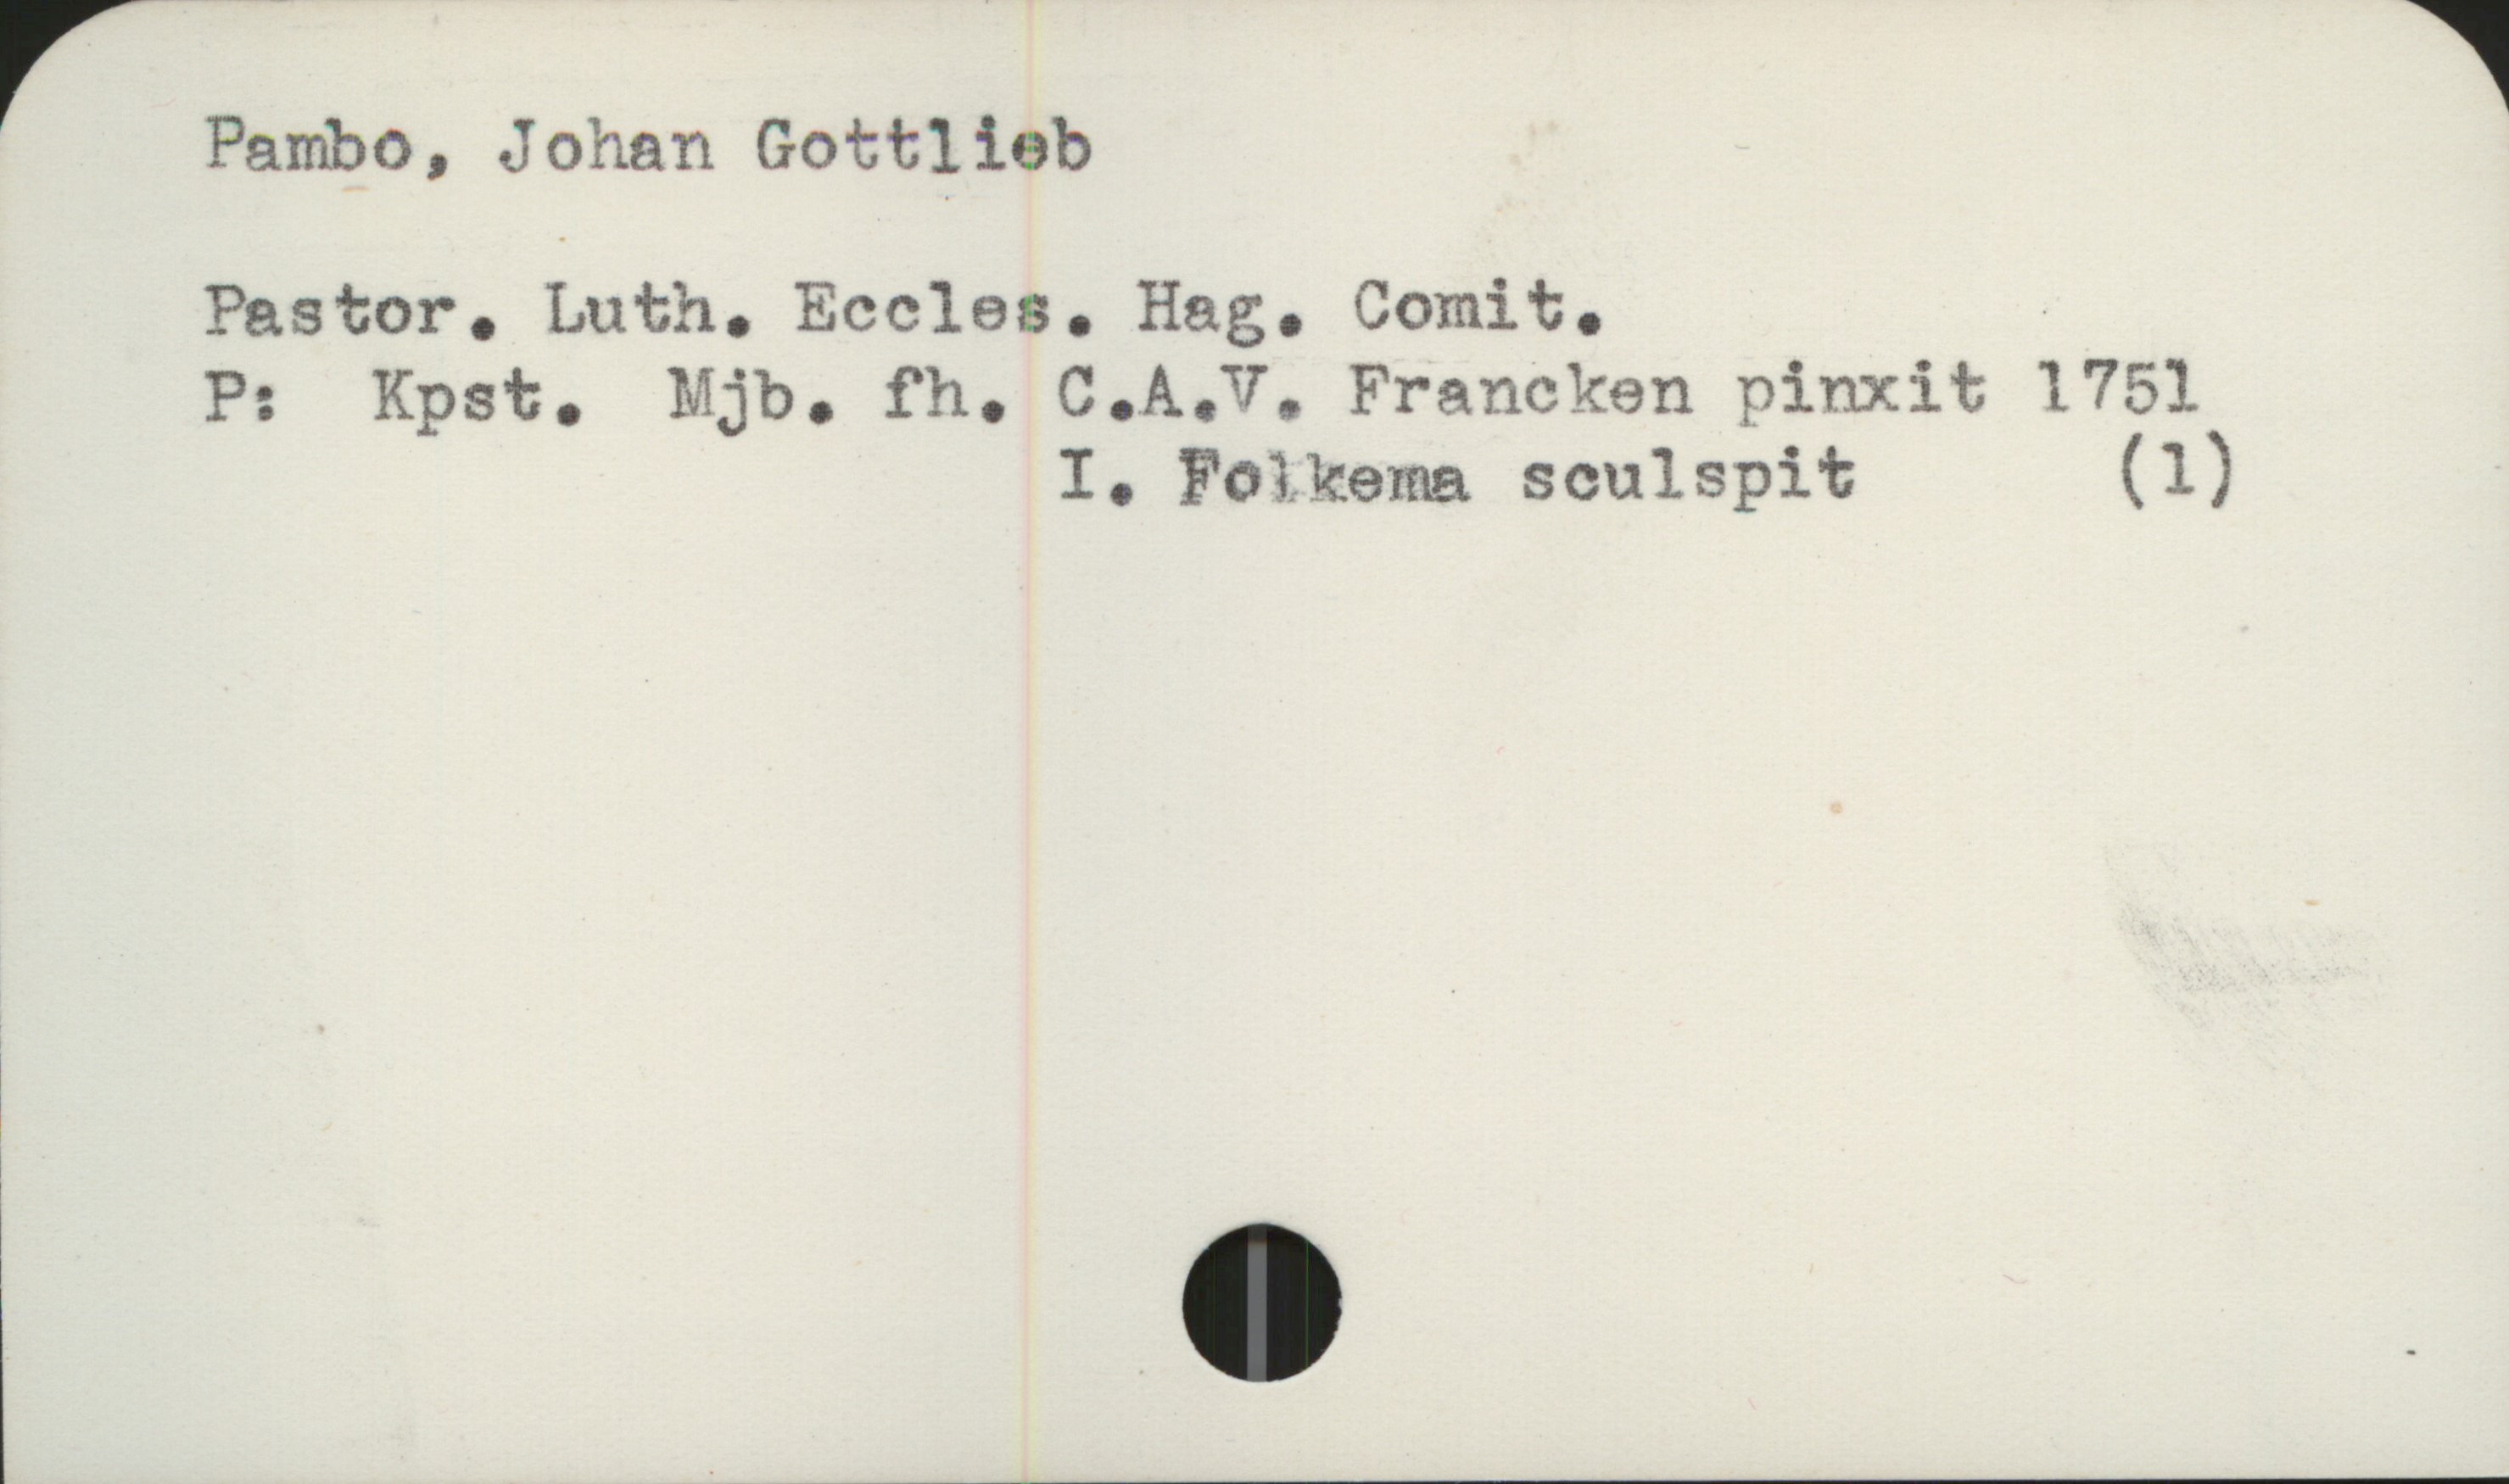 Pambo, Johan Gottlieb
Pastor. Luth. Eccles. Hag. Comit.
P: Kpst. Mjb. fh. C.A.V. Francken pinxit 1751
I. Folkema sculspit (1)